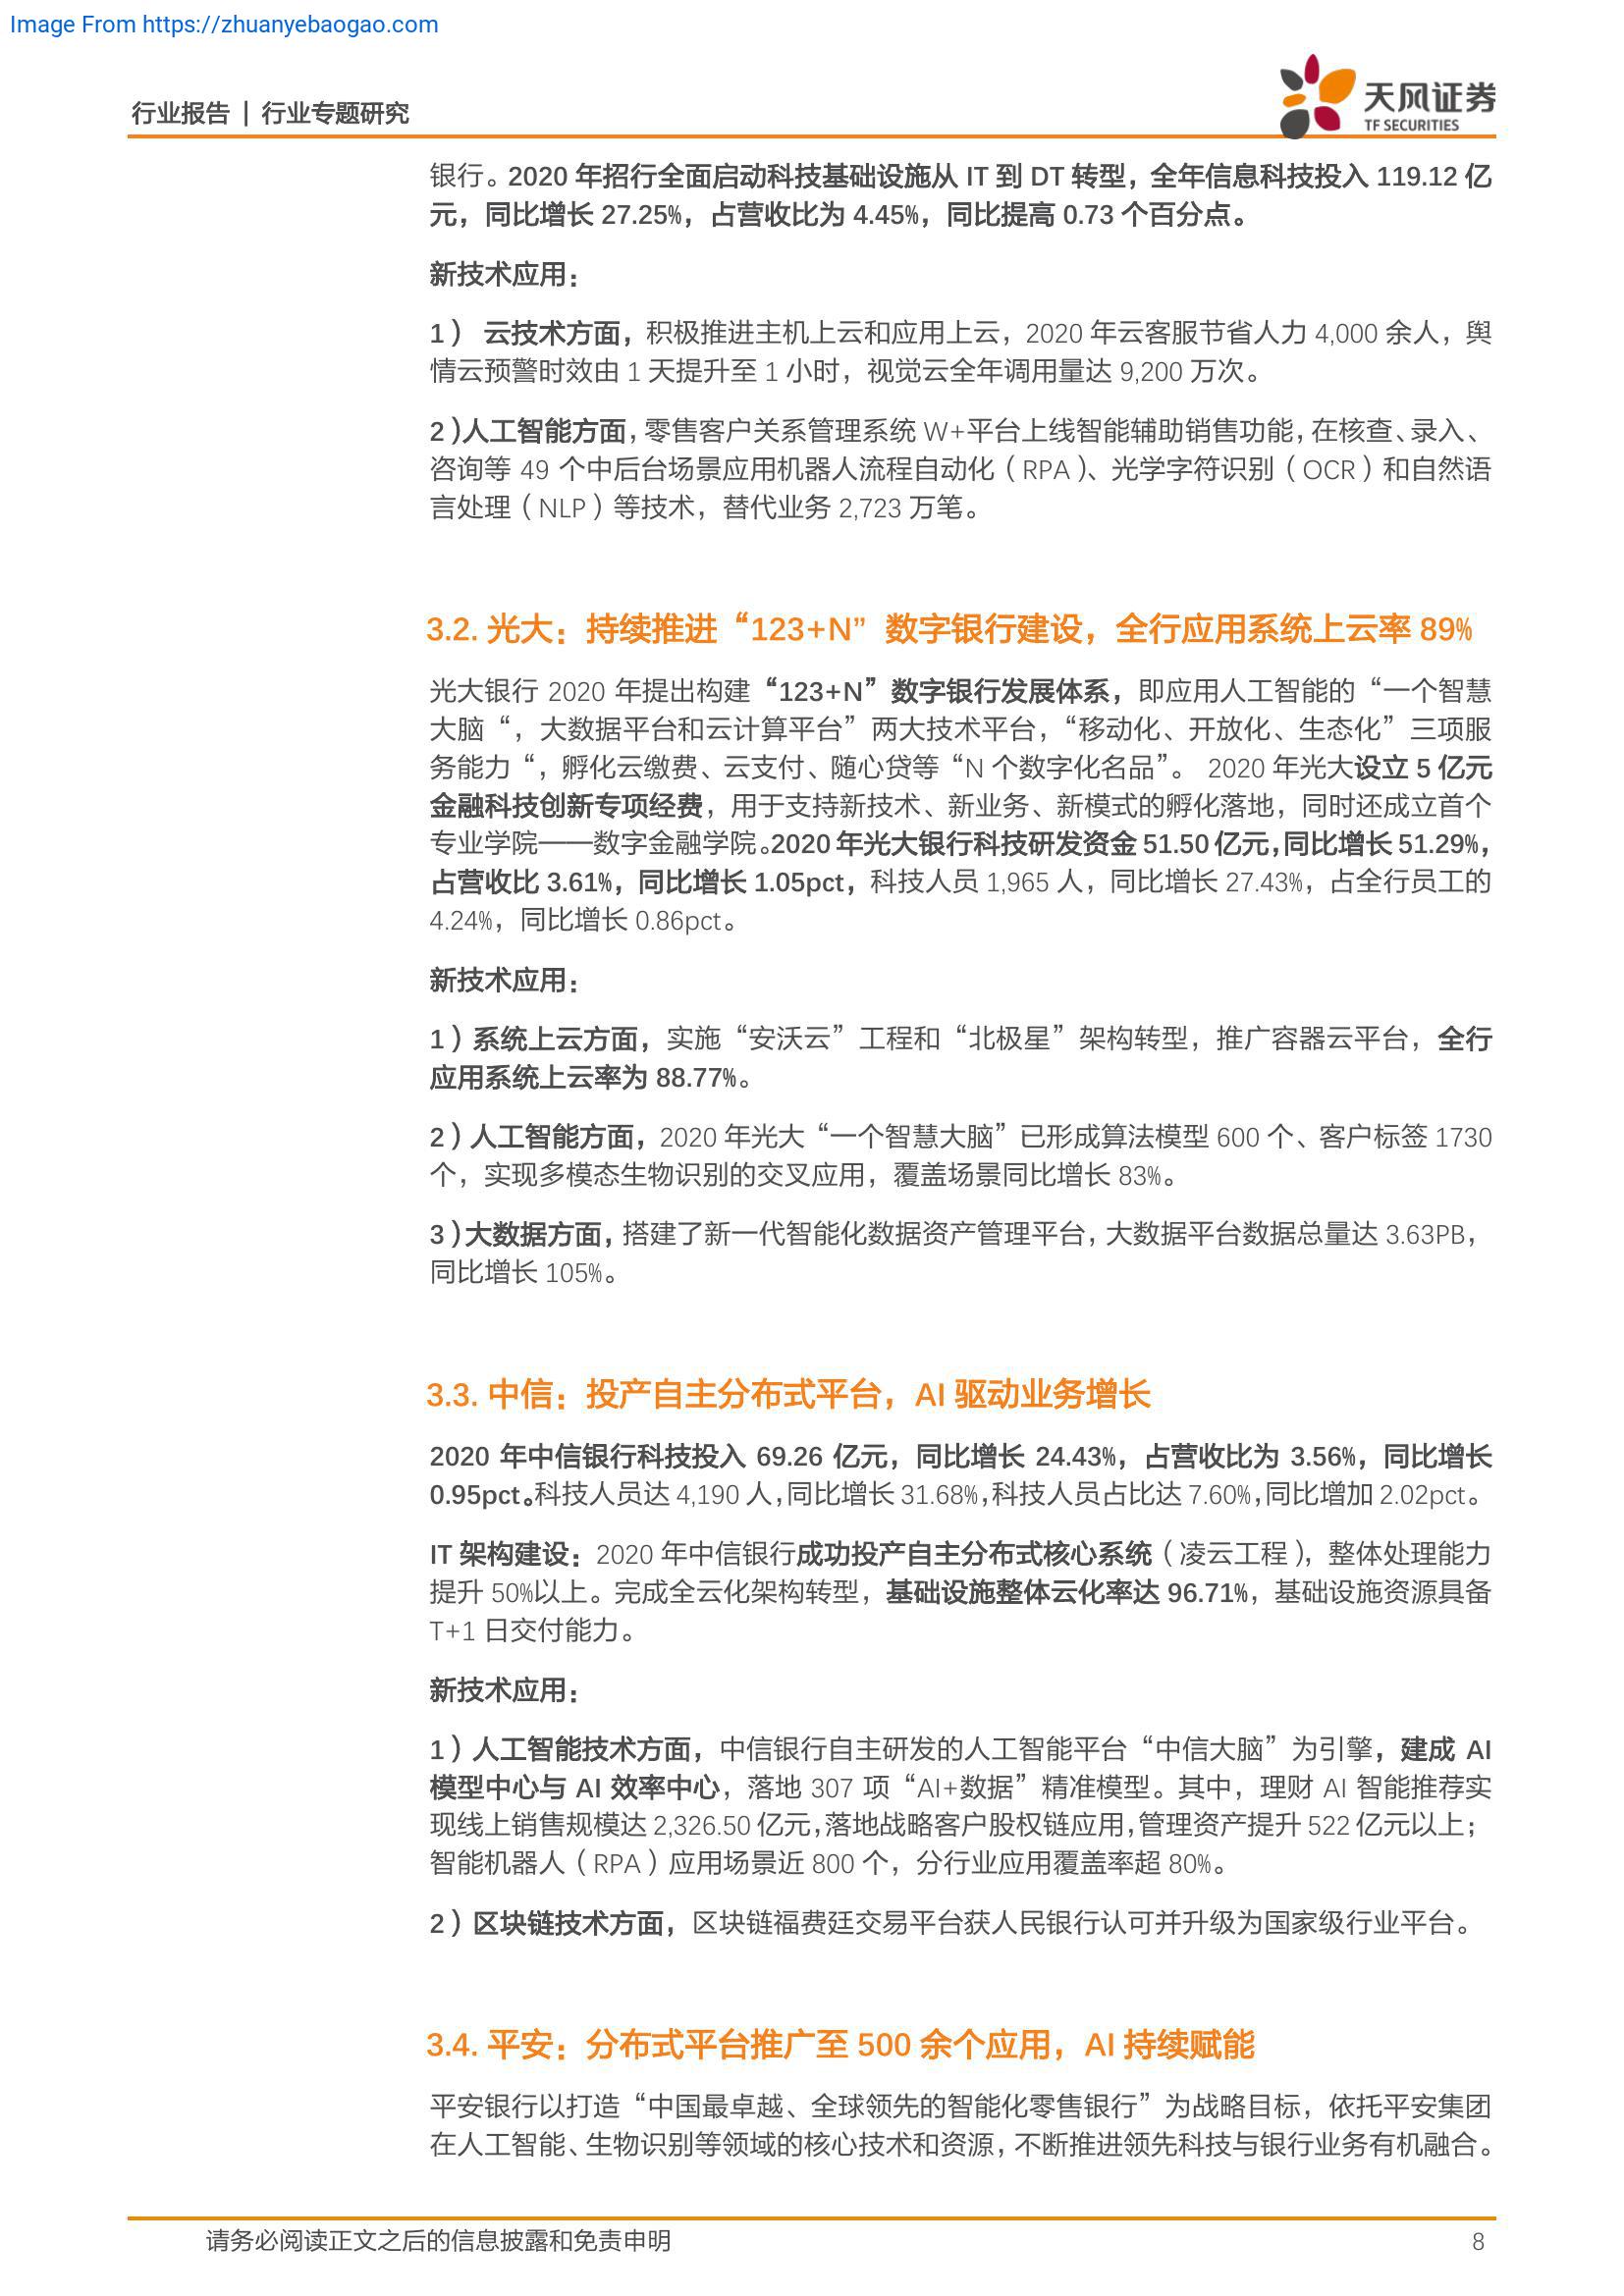 Image From https://zhuanyebaogao.com
行业报告 | 行业专题研究
天风证券
TF SECURITIES
银行。2020 年招行全面启动科技基础设施从 IT 到 DT 转型，全年信息科技投入 119.12 亿
元，同比增长 27.25%，占营收比为 4.45%，同比提高 0.73 个百分点。
新技术应用：
1） 云技术方面，积极推进主机上云和应用上云，2020 年云客服节省人力 4,000 余人，舆
情云预警时效由 1 天提升至 1 小时，视觉云全年调用量达 9,200 万次。
2）人工智能方面，零售客户关系管理系统 W+平台上线智能辅助销售功能，在核查、录入、
咨询等 49 个中后台场景应用机器人流程自动化（RPA）、光学字符识别（OCR）和自然语
言处理（NLP）等技术，替代业务 2,723 万笔。
3.2. 光大：持续推进“123+N”数字银行建设，全行应用系统上云率 89%
光大银行 2020 年提出构建“123+N”数字银行发展体系，即应用人工智能的“一个智慧
大脑“，大数据平台和云计算平台”两大技术平台，“移动化、开放化、生态化”三项服
务能力“，孵化云缴费、云支付、随心贷等“N 个数字化名品”。 2020 年光大设立 5 亿元
金融科技创新专项经费，用于支持新技术、新业务、新模式的孵化落地，同时还成立首个
专业学院——数字金融学院。2020 年光大银行科技研发资金 51.50 亿元，同比增长 51.29%，
占营收比 3.61%，同比增长 1.05pct，科技人员 1,965 人，同比增长 27.43%，占全行员工的
4.24%，同比增长 0.86pct。
新技术应用：
1）系统上云方面，实施“安沃云”工程和“北极星”架构转型，推广容器云平台，全行
应用系统上云率为 88.77%。
2）人工智能方面，2020 年光大“一个智慧大脑”已形成算法模型 600 个、客户标签 1730
个，实现多模态生物识别的交叉应用，覆盖场景同比增长 83%。
3）大数据方面，搭建了新一代智能化数据资产管理平台，大数据平台数据总量达 3.63PB，
同比增长 105%。
3.3. 中信：投产自主分布式平台，AI 驱动业务增长
2020 年中信银行科技投入 69.26 亿元，同比增长 24.43%，占营收比为 3.56%，同比增长
0.95pct。科技人员达 4,190 人，同比增长 31.68%，科技人员占比达 7.60%，同比增加 2.02pct。
IT 架构建设：2020 年中信银行成功投产自主分布式核心系统（凌云工程），整体处理能力
提升 50%以上。完成全云化架构转型，基础设施整体云化率达 96.71%，基础设施资源具备
T+1 日交付能力。
新技术应用：
1）人工智能技术方面，中信银行自主研发的人工智能平台“中信大脑”为引擎，建成 AI
模型中心与 AI 效率中心，落地 307 项“AI+数据”精准模型。其中，理财 AI 智能推荐实
现线上销售规模达 2,326.50 亿元，落地战略客户股权链应用，管理资产提升 522 亿元以上；
智能机器人（RPA）应用场景近 800 个，分行业应用覆盖率超 80%。
2）区块链技术方面，区块链福费廷交易平台获人民银行认可并升级为国家级行业平台。
3.4. 平安：分布式平台推广至 500 余个应用，AI 持续赋能
平安银行以打造“中国最卓越、全球领先的智能化零售银行”为战略目标，依托平安集团
在人工智能、生物识别等领域的核心技术和资源，不断推进领先科技与银行业务有机融合。
请务必阅读正文之后的信息披露和免责申明
8